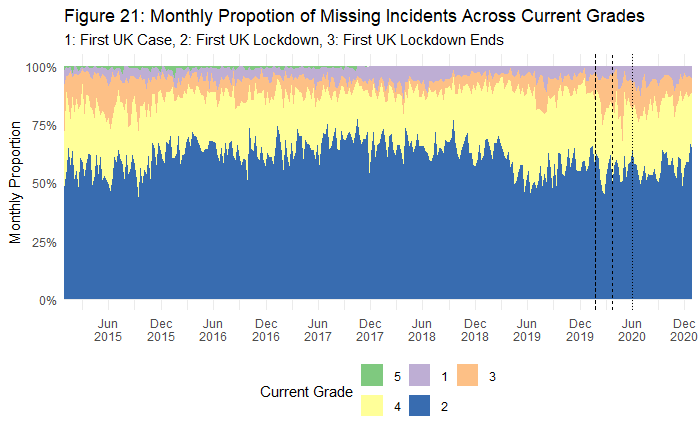 Figure 21: Monthly Propotion of Missing Incidents Across Current Grades
1: First UK Case, 2: First UK Lockdown, 3: First UK Lockdown Ends
100%
75%
50%
25%
0%
Monthly Proportion
Jun Dec Jun Dec Jun Dec Jun Dec Jun Dec Jun Dec
2015 2015 2016 2016 2017 2017 2018 2018 2019 2019 2020 2020
Current Grade
5 1 3
4 2